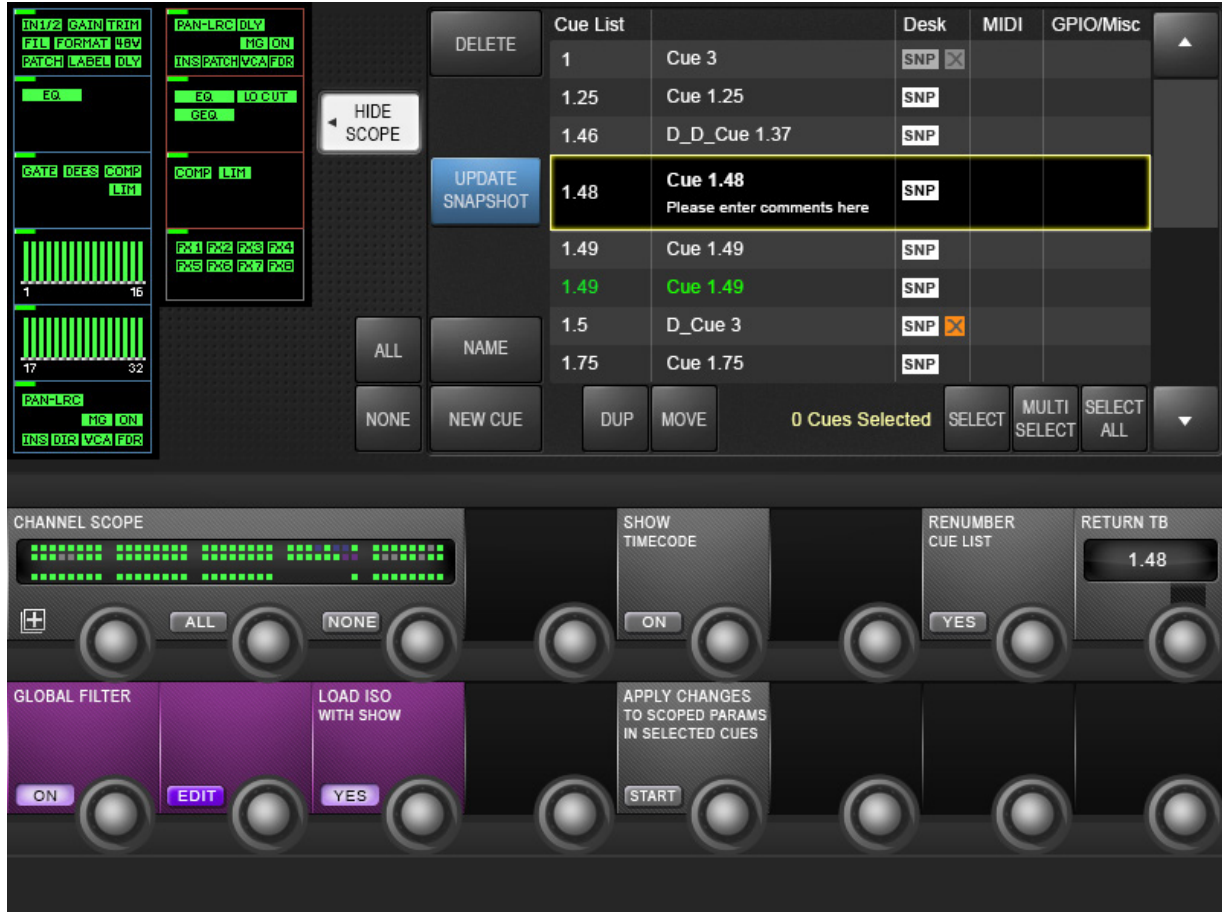 IN1/2 GAIN TRIM
FIL FORMAT 48V
PATCH LABEL DLY
EQ
GATE DEES COMP
LIM
1 16
17 32
PAN-LRC
MG ON
INS DIR VCA FDR
PAN-LRC DLY
MG ON
INS PATCH VCA FDR
EQ LO CUT
GEQ
COMP LIM
FX1 FX2 FX3 FX4
FX5 FX6 FX7 FX8
HIDE
SCOPE
ALL
NONE
DELETE
UPDATE
SNAPSHOT
NAME
NEW CUE
Cue List Desk MIDI GPIO/Misc
1 Cue 3 SNP
1.25 Cue 1.25 SNP
1.46 D_D_Cue 1.37 SNP
1.48 Cue 1.48 SNP
Please enter comments here
1.49 Cue 1.49 SNP
1.49 Cue 1.49 SNP
1.5 D_Cue 3 SNP
1.75 Cue 1.75 SNP
DUP MOVE 0 Cues Selected SELECT
MULTI
SELECT
SELECT
ALL
CHANNEL SCOPE
ALL
NONE
SHOW
TIMECODE
ON
RENUMBER
CUE LIST
YES
RETURN TB
1.48
GLOBAL FILTER
ON
EDIT
LOAD ISO
WITH SHOW
YES
APPLY CHANGES
TO SCOPED PARAMS
IN SELECTED CUES
START